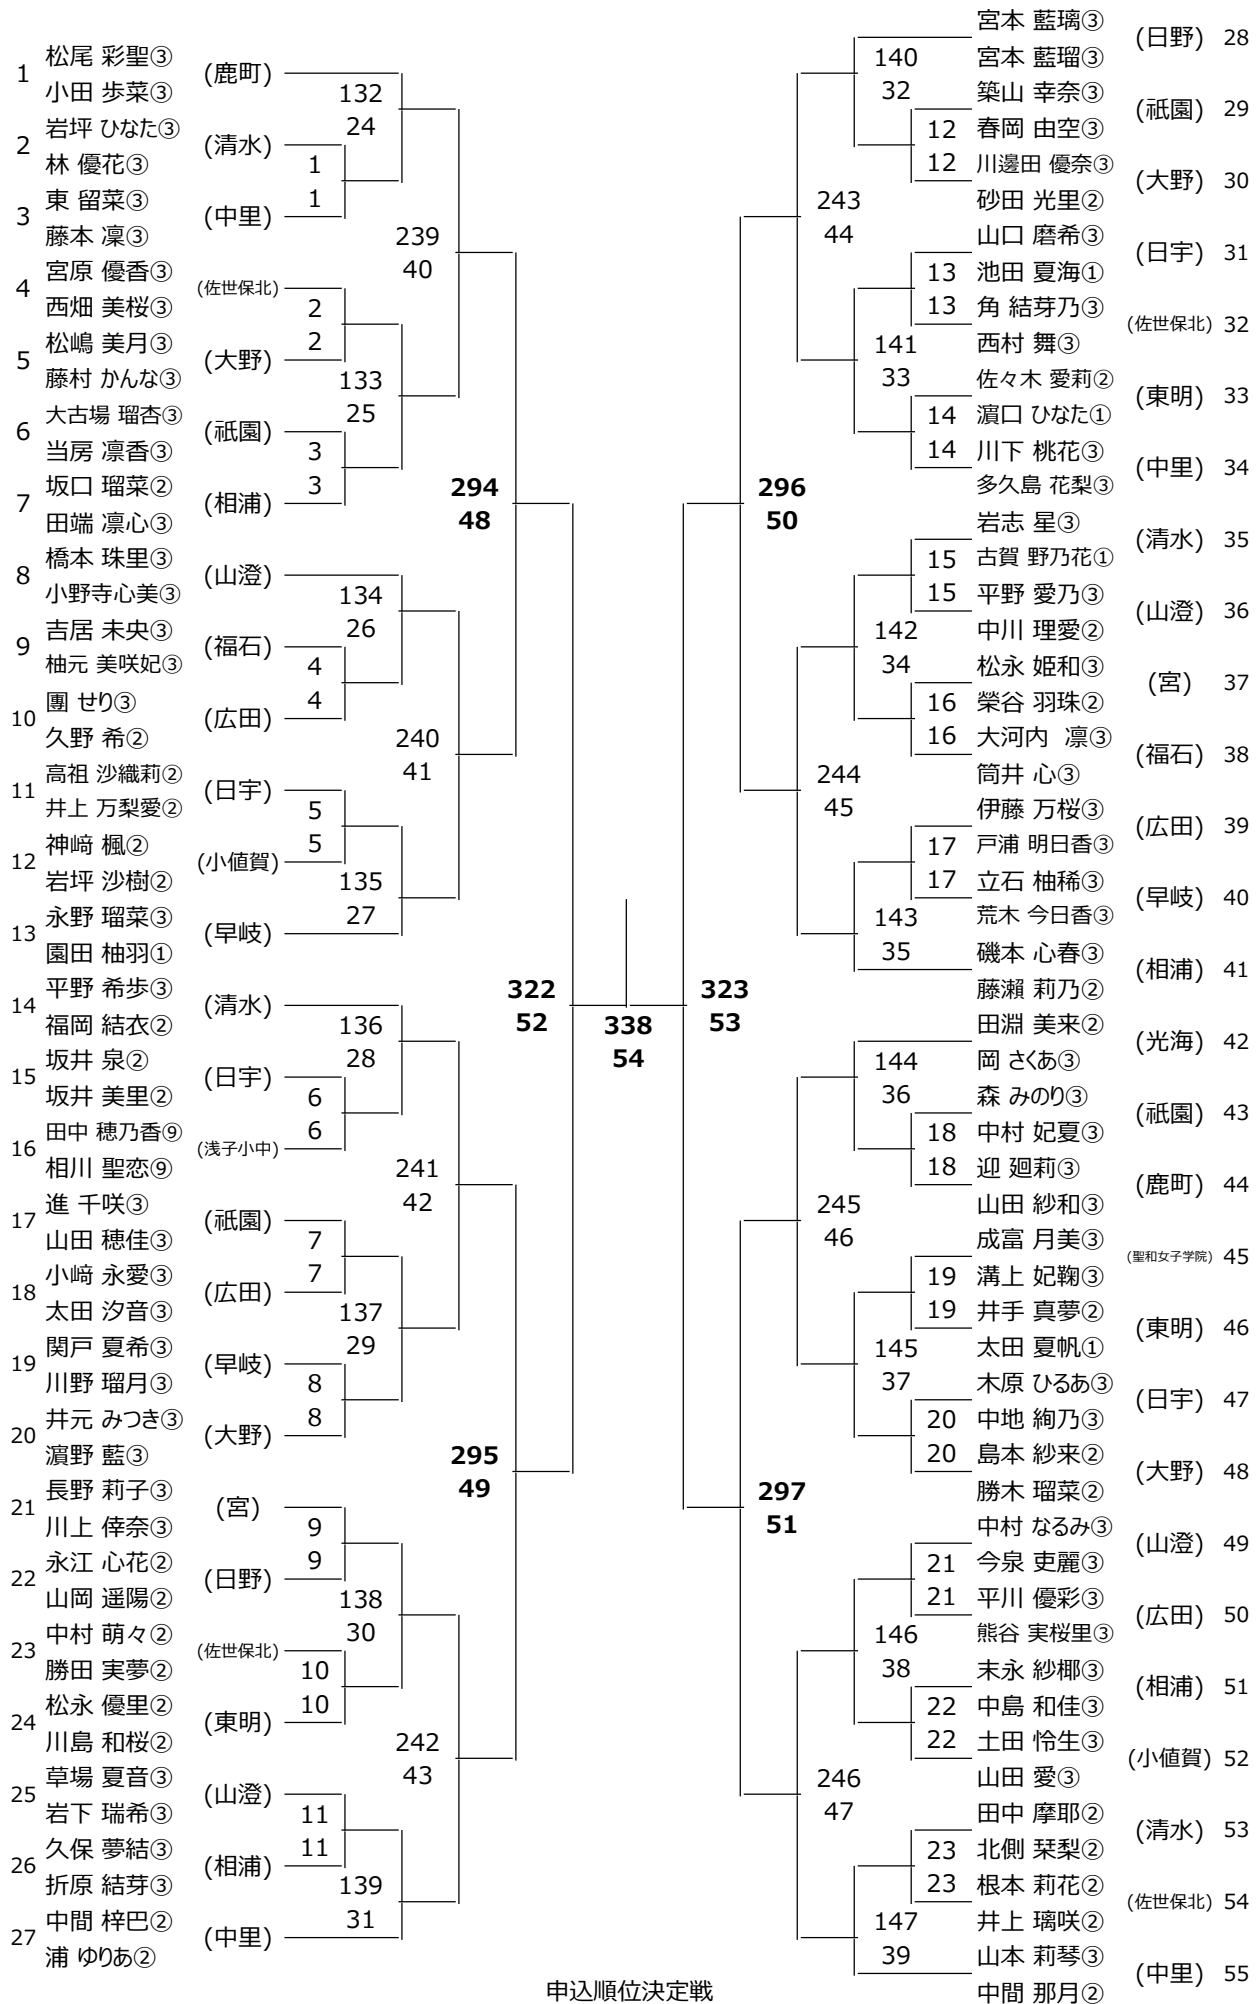 1 松尾 彩聖③ 小田 歩菜③ (鹿町)
2 岩坪 ひなた③ 林 優花③ (清水)
3 東 留菜③ 藤本 凜③ (中里)
4 宮原 優香③ 西畑 美桜③ (佐世保北)
5 松嶋 美月③ 藤村 かんな③ (大野)
6 大古場 瑠杏③ 当房 凛香③ (祇園)
7 坂口 瑠菜② 田端 凛心③ (相浦)
8 橋本 珠里③ 小野寺心美③ (山澄)
9 吉居 未央③ 柚元 美咲妃③ (福石)
10 團 せり③ 久野 希② (広田)
11 高祖 沙織莉② 井上 万梨愛② (日宇)
12 神﨑 楓② 岩坪 沙樹② (小値賀)
13 永野 瑠菜③ 園田 柚羽① (早岐)
14 平野 希歩③ 福岡 結衣② (清水)
15 坂井 泉② 坂井 美里② (日宇)
16 田中 穂乃香⑨ 相川 聖恋⑨ (浅子小中)
17 進 千咲③ 山田 穂佳③ (祇園)
18 小﨑 永愛③ 太田 汐音③ (広田)
19 関戸 夏希③ 川野 瑠月③ (早岐)
20 井元 みつき③ 濵野 藍③ (大野)
21 長野 莉子③ 川上 倖奈③ (宮)
22 永江 心花② 山岡 遥陽② (日野)
23 中村 萌々② 勝田 実夢② (佐世保北)
24 松永 優里② 川島 和桜② (東明)
25 草場 夏音③ 岩下 瑞希③ (山澄)
26 久保 夢結③ 折原 結芽③ (相浦)
27 中間 梓巴② 浦 ゆりあ② (中里)
132 24
1 1
239 40
2 2
133 25
3 3
294 48
134 26
4 4
240 41
5 5
135 27
322 52
136 28
6 6
241 42
7 7
137 29
8 8
295 49
9 9
138 30
10 10
242 43
11 11
139 31
338 54
323 53
296 50
297 51
243 44
244 45
245 46
246 47
140 32
12 12
13 13
141 33
14 14
15 15
142 34
16 16
17 17
143 35
144 36
18 18
19 19
145 37
20 20
21 21
146 38
22 22
23 23
147 39
宮本 藍璃③ 宮本 藍瑠③ (日野) 28
築山 幸奈③ 春岡 由空③ (祇園) 29
川邊田 優奈③ 砂田 光里② (大野) 30
山口 磨希③ 池田 夏海① (日宇) 31
角 結芽乃③ 西村 舞③ (佐世保北) 32
佐々木 愛莉② 濵口 ひなた① (東明) 33
川下 桃花③ 多久島 花梨③ (中里) 34
岩志 星③ 古賀 野乃花① (清水) 35
平野 愛乃③ 中川 理愛② (山澄) 36
松永 姫和③ 榮谷 羽珠② (宮) 37
大河内 凛③ 筒井 心③ (福石) 38
伊藤 万桜③ 戸浦 明日香③ (広田) 39
立石 柚稀③ 荒木 今日香③ (早岐) 40
磯本 心春③ 藤瀬 莉乃② (相浦) 41
田淵 美来② 岡 さくあ③ (光海) 42
森 みのり③ 中村 妃夏③ (祇園) 43
迎 廻莉③ 山田 紗和③ (鹿町) 44
成富 月美③ 溝上 妃鞠③ (聖和女子学院) 45
井手 真夢② 太田 夏帆① (東明) 46
木原 ひるあ③ 中地 絢乃③ (日宇) 47
島本 紗来② 勝木 瑠菜② (大野) 48
中村 なるみ③ 今泉 吏麗③ (山澄) 49
平川 優彩③ 熊谷 実桜里③ (広田) 50
末永 紗椰③ 中島 和佳③ (相浦) 51
土田 怜生③ 山田 愛③ (小値賀) 52
田中 摩耶② 北側 栞梨② (清水) 53
根本 莉花② 井上 璃咲② (佐世保北) 54
山本 莉琴③ 中間 那月② (中里) 55
申込順位決定戦